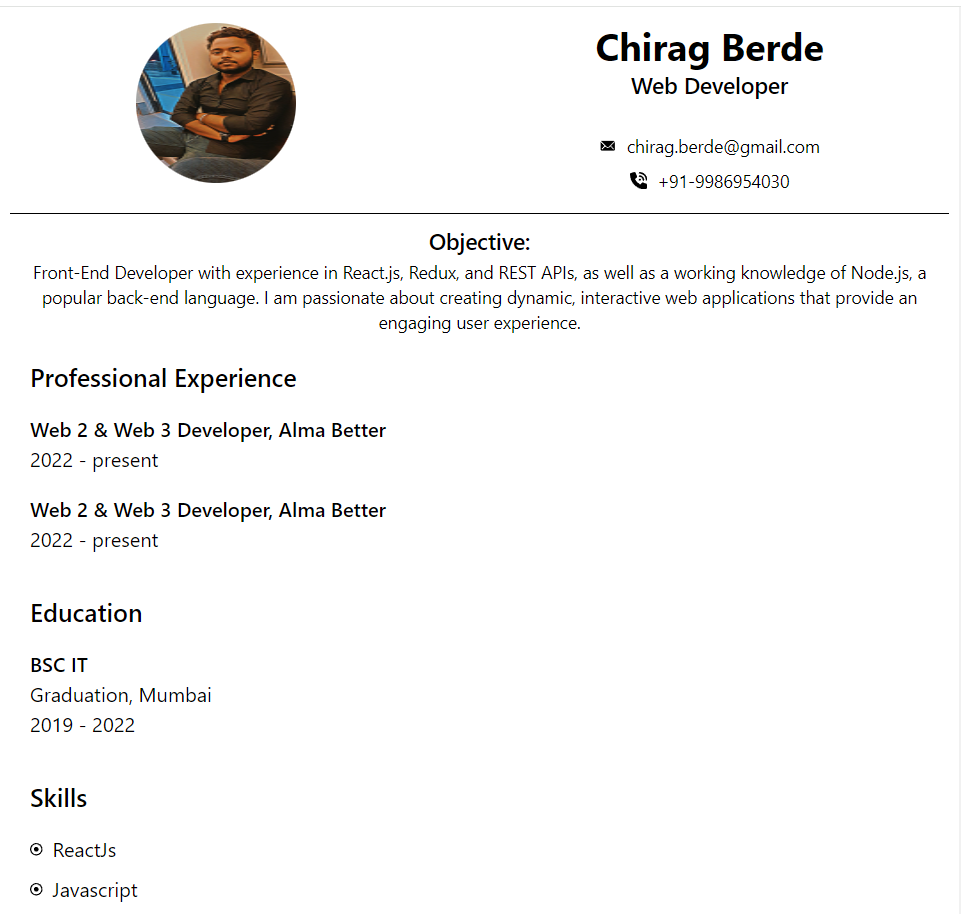 Chirag Berde
Web Developer
chirag.berde@gmail.com
+91-9986954030
Objective:
Front-End Developer with experience in React.js, Redux, and REST APIs, as well as a working knowledge of Node.js, a
popular back-end language. I am passionate about creating dynamic, interactive web applications that provide an
engaging user experience.
Professional Experience
Web 2 & Web 3 Developer, Alma Better
2022 - present
Web 2 & Web 3 Developer, Alma Better
2022 - present
Education
BSC IT
Graduation, Mumbai
2019 - 2022
Skills
ReactJs
Javascript